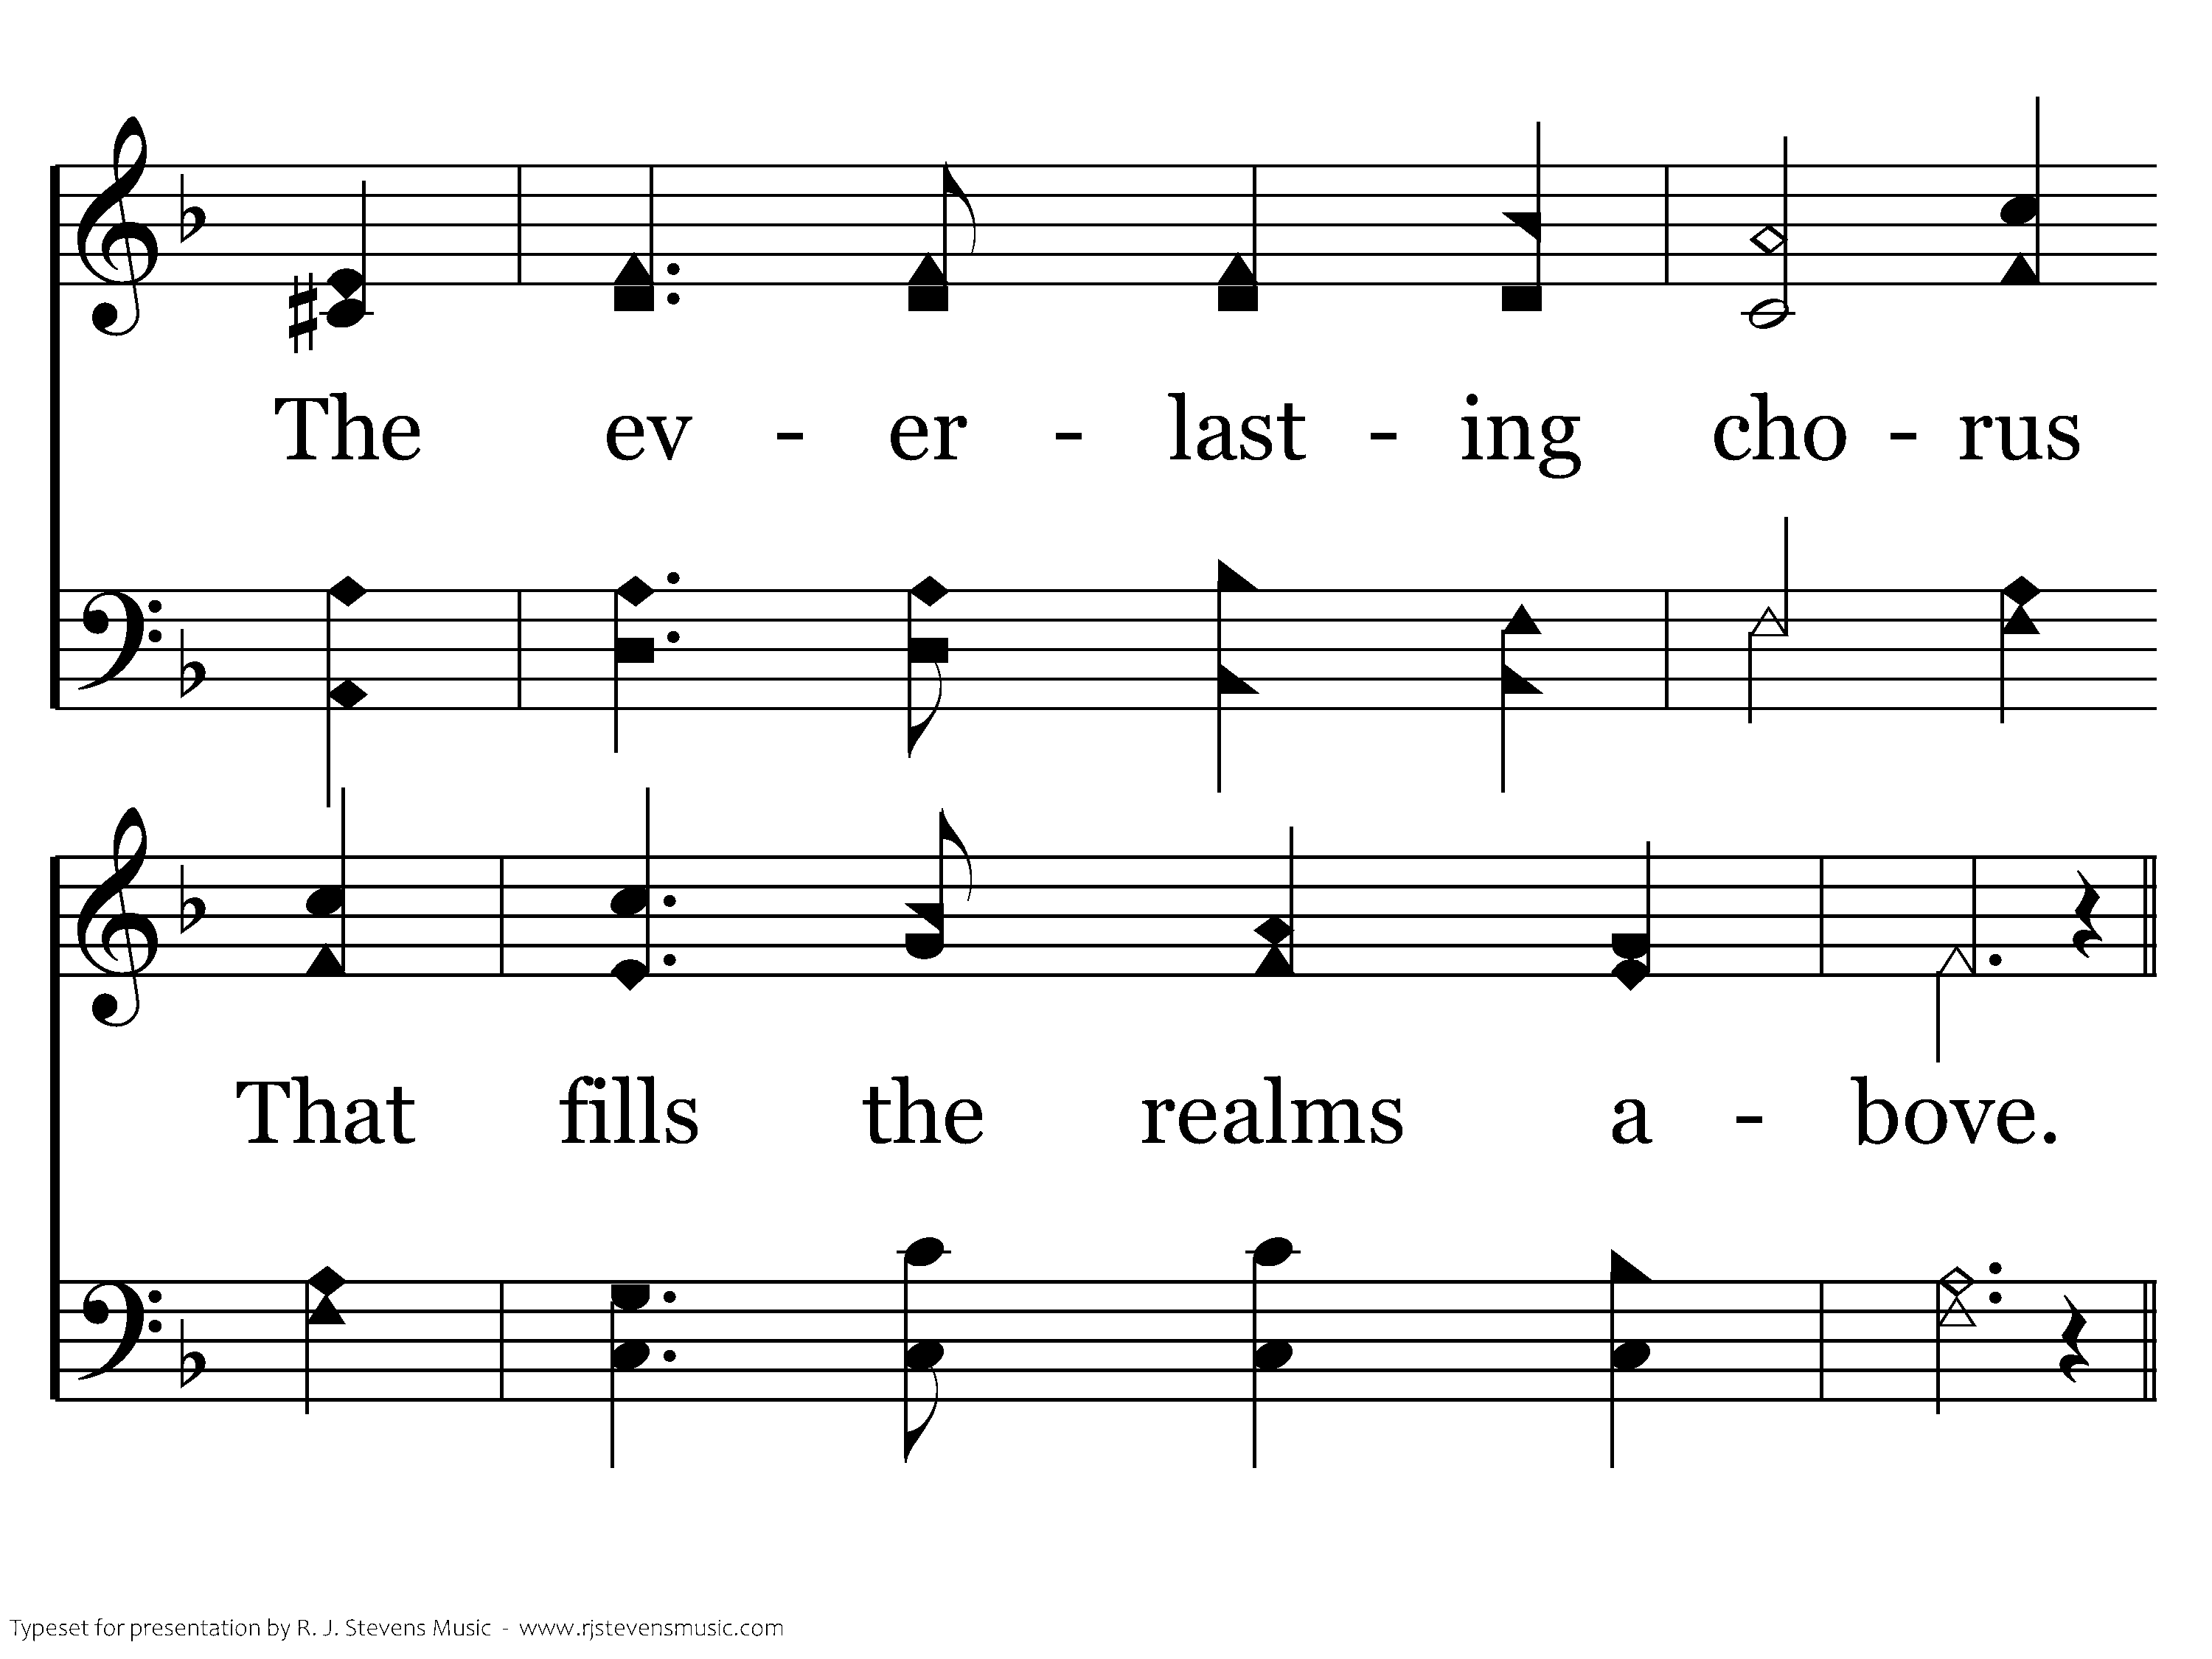 The ev - er - last - ing cho - rus
That fills the realms a - bove.
Typeset for presentation by R. J. Stevens Music - www.rjstevensmusic.com